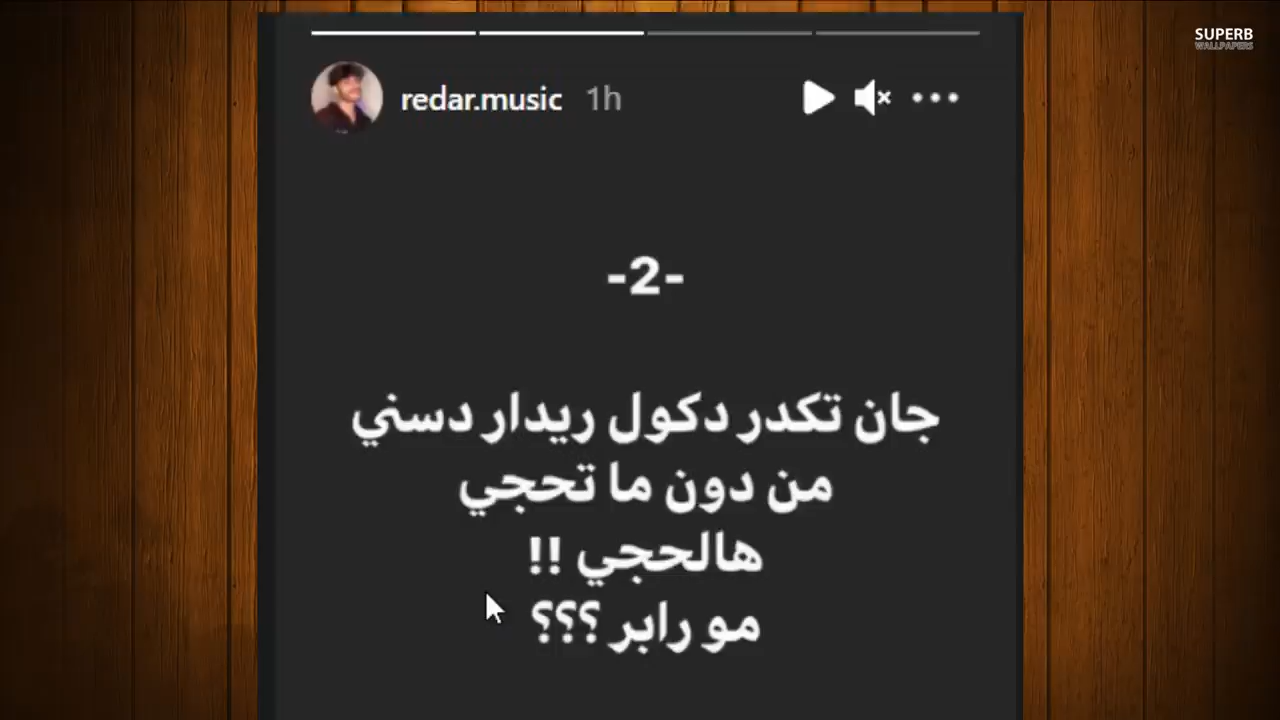 SUPERB
WALLPAPERS
redar.music 1h
-2-
جان تكدر دكول ريدار دسني
من دون ما تحجي
هالحجي !!
مو رابر ؟؟؟